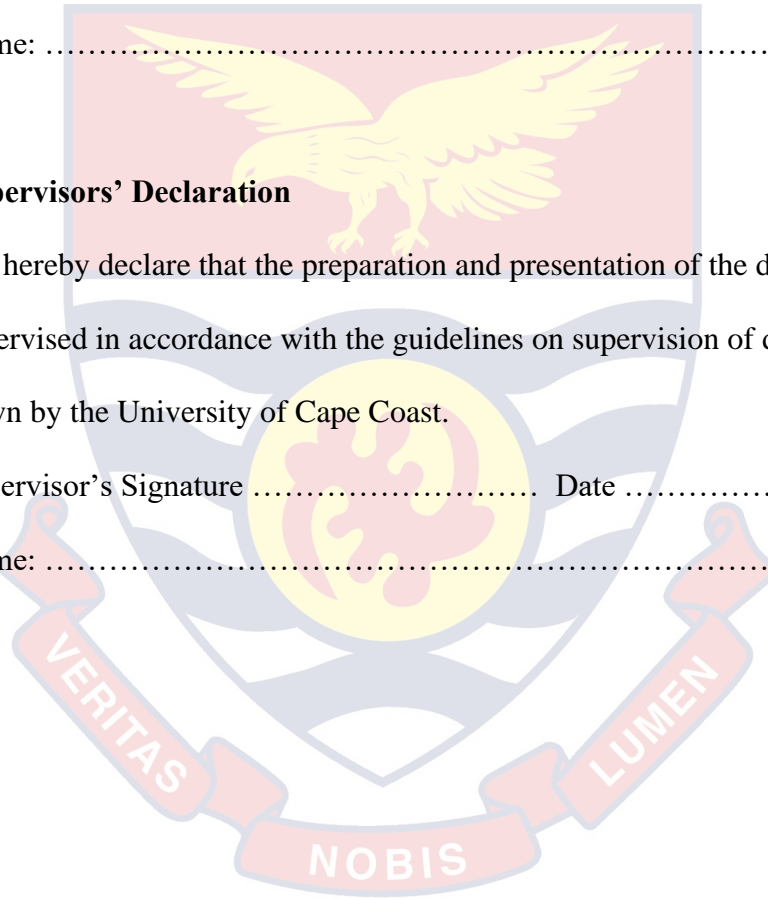 me: ……………………………………………………………………
pervisors’ Declaration
hereby declare that the preparation and presentation of the d
ervised in accordance with the guidelines on supervision of d
vn by the University of Cape Coast.
ervisor’s Signature ……………………………. Date ……………
me: ……………………………………………………………………
VERITAS
NOBIS
LUMEN